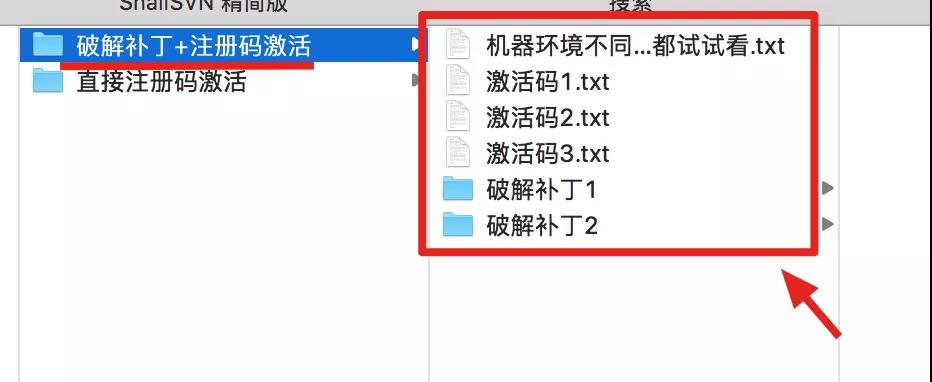 SnailSVN 精简版
搜索
破解补丁+注册码激活
直接注册码激活
机器环境不同...都试试看.txt
激活码1.txt
激活码2.txt
激活码3.txt
破解补丁1
破解补丁2